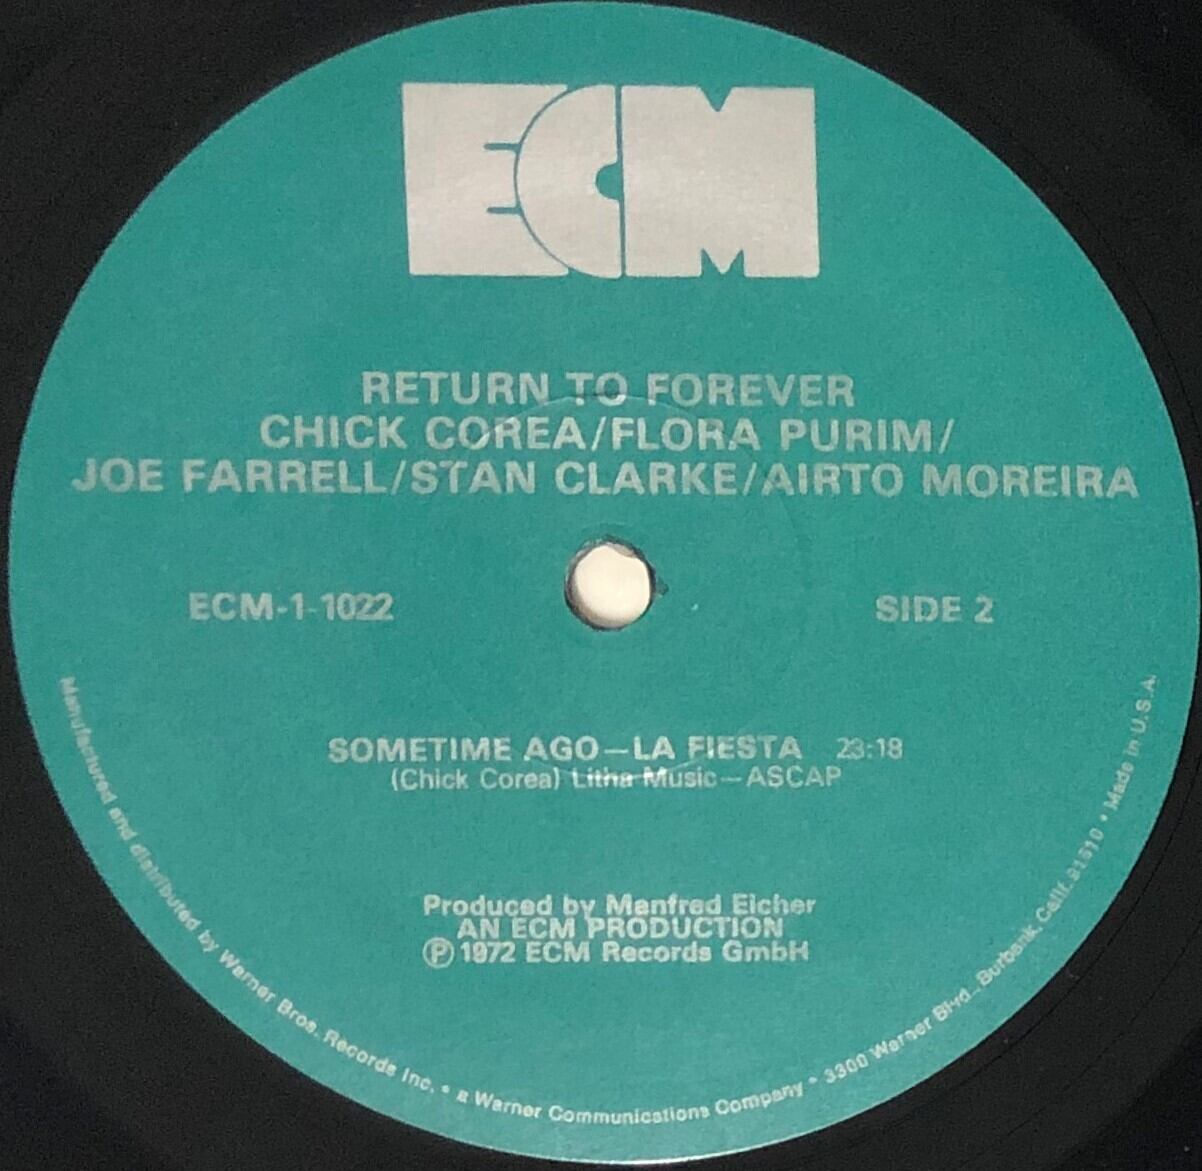 ECM
RETURN TO FOREVER
CHICK COREA/FLORA PURIM/
JOE FARRELL/STAN CLARKE/AIRTO MOREIRA
ECM-1-1022
SIDE 2
SOMETIME AGO—LA FIESTA 23:18
(Chick Corea) Litha Music—ASCAP
Produced by Manfred Eicher
AN ECM PRODUCTION
Ⓟ 1972 ECM Records GmbH
Manufactured and distributed by Warner Bros. Records Inc. • a Warner Communications Company • 3300 Warner Blvd., Burbank, Calif. 91510 • Made in U.S.A.